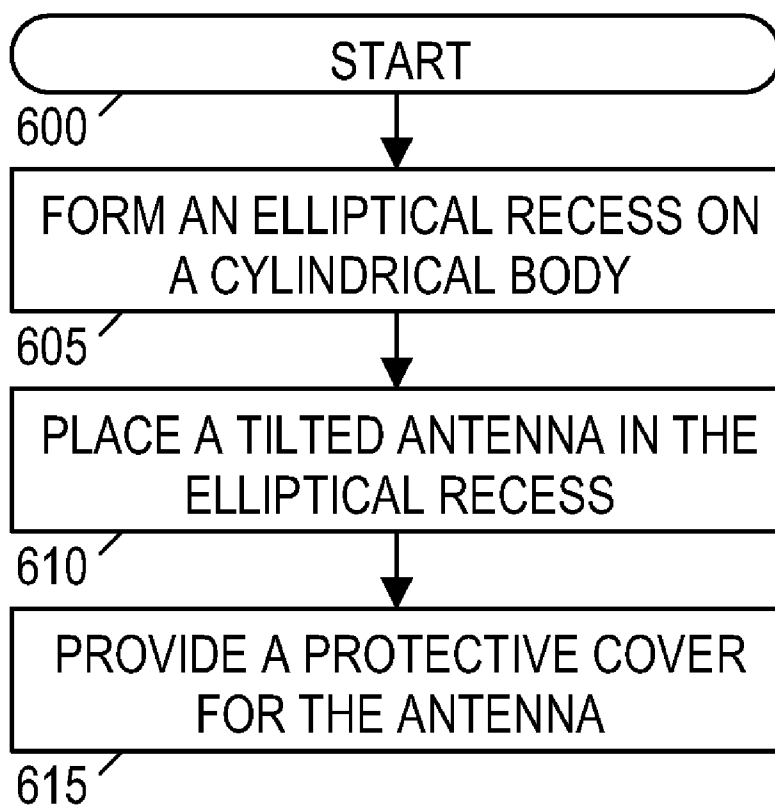 START
600
FORM AN ELLIPTICAL RECESS ON
A CYLINDRICAL BODY
605
PLACE A TILTED ANTENNA IN THE
ELLIPTICAL RECESS
610
PROVIDE A PROTECTIVE COVER
FOR THE ANTENNA
615